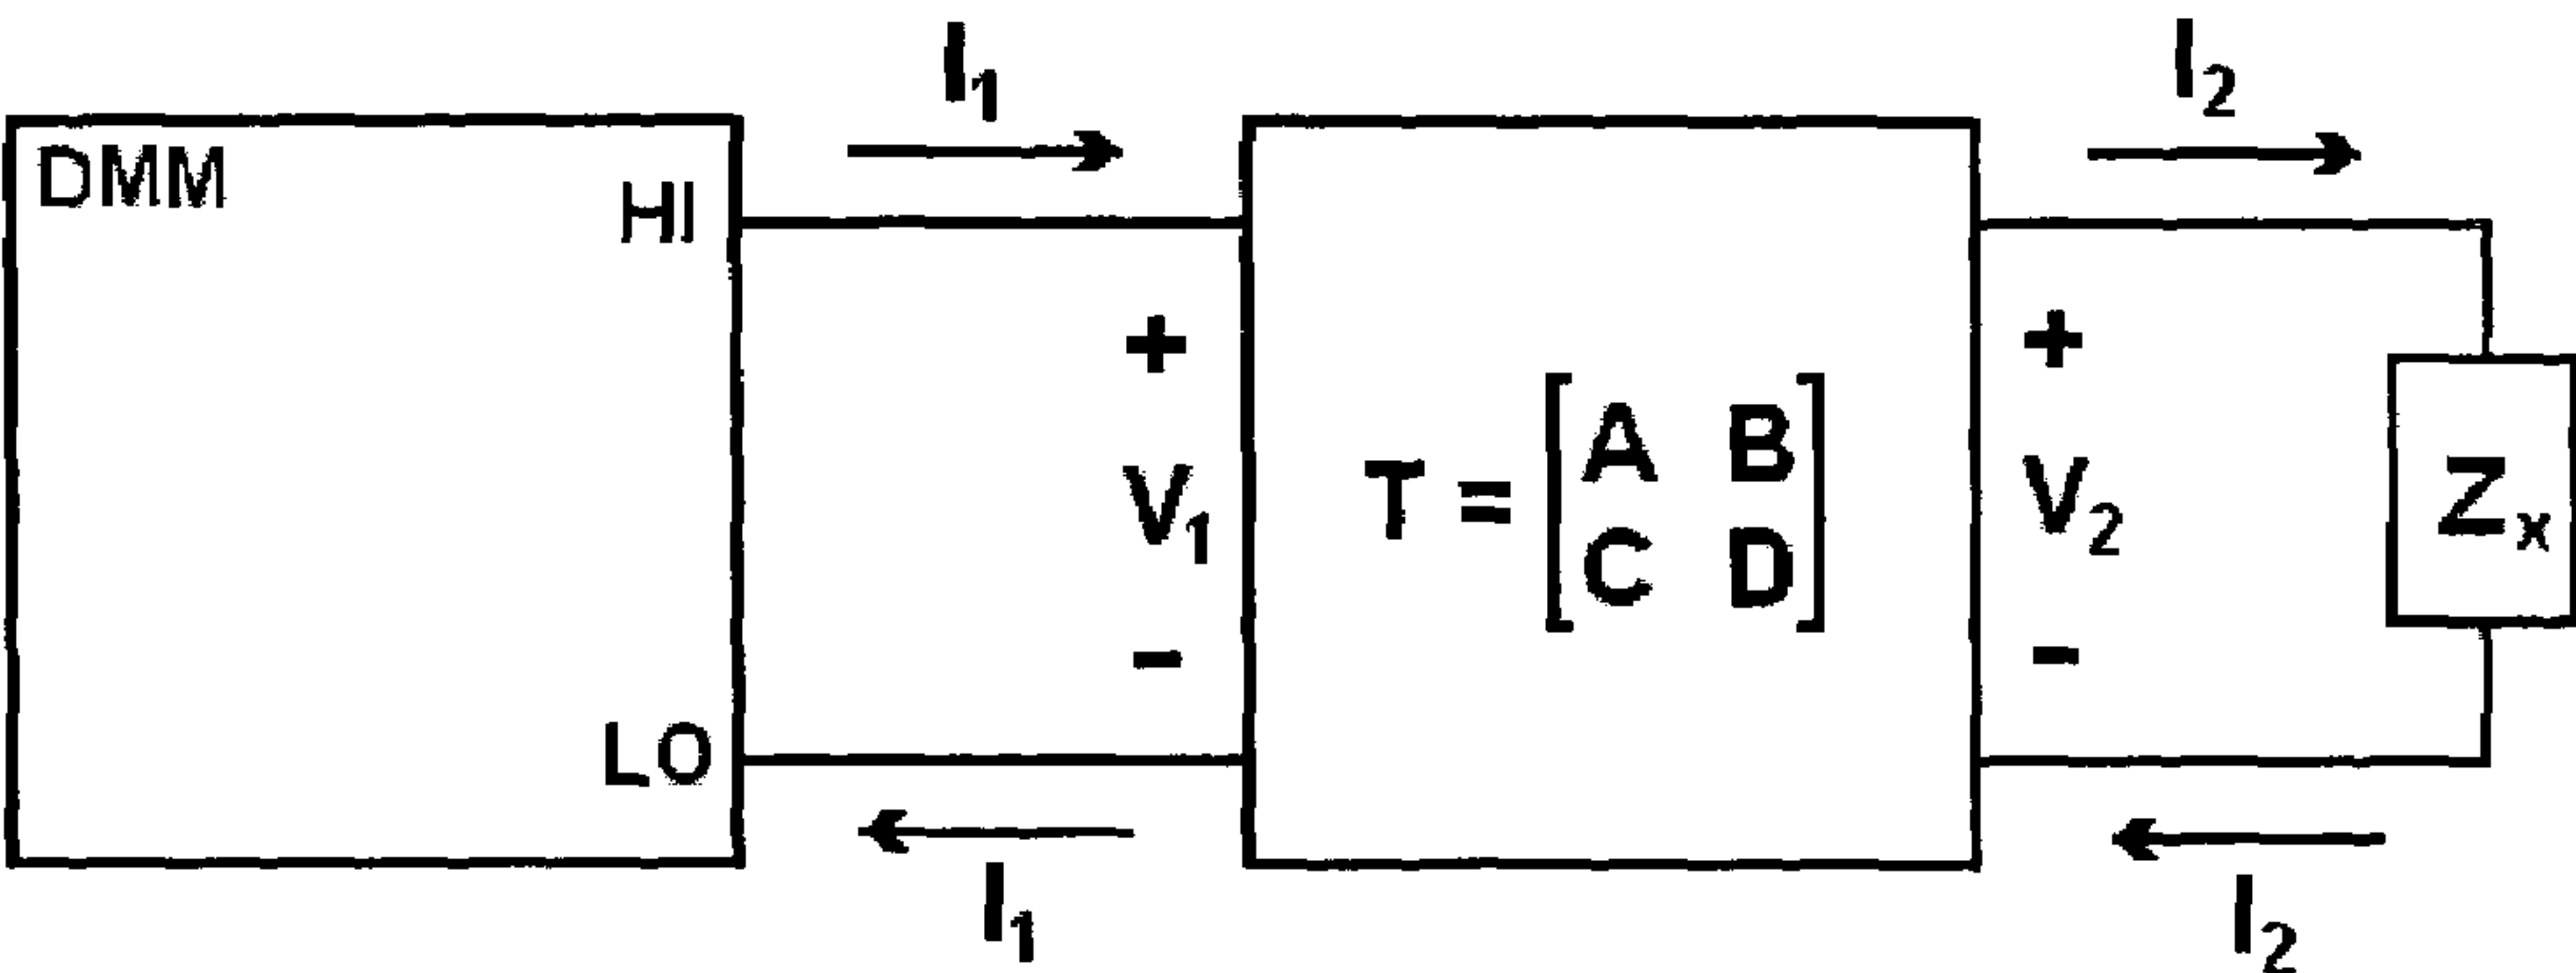 I₁
I₂
DMM
HI
+
+
V₁
T = [A B
C D]
V₂
Zₓ
-
-
LO
I₁
I₂